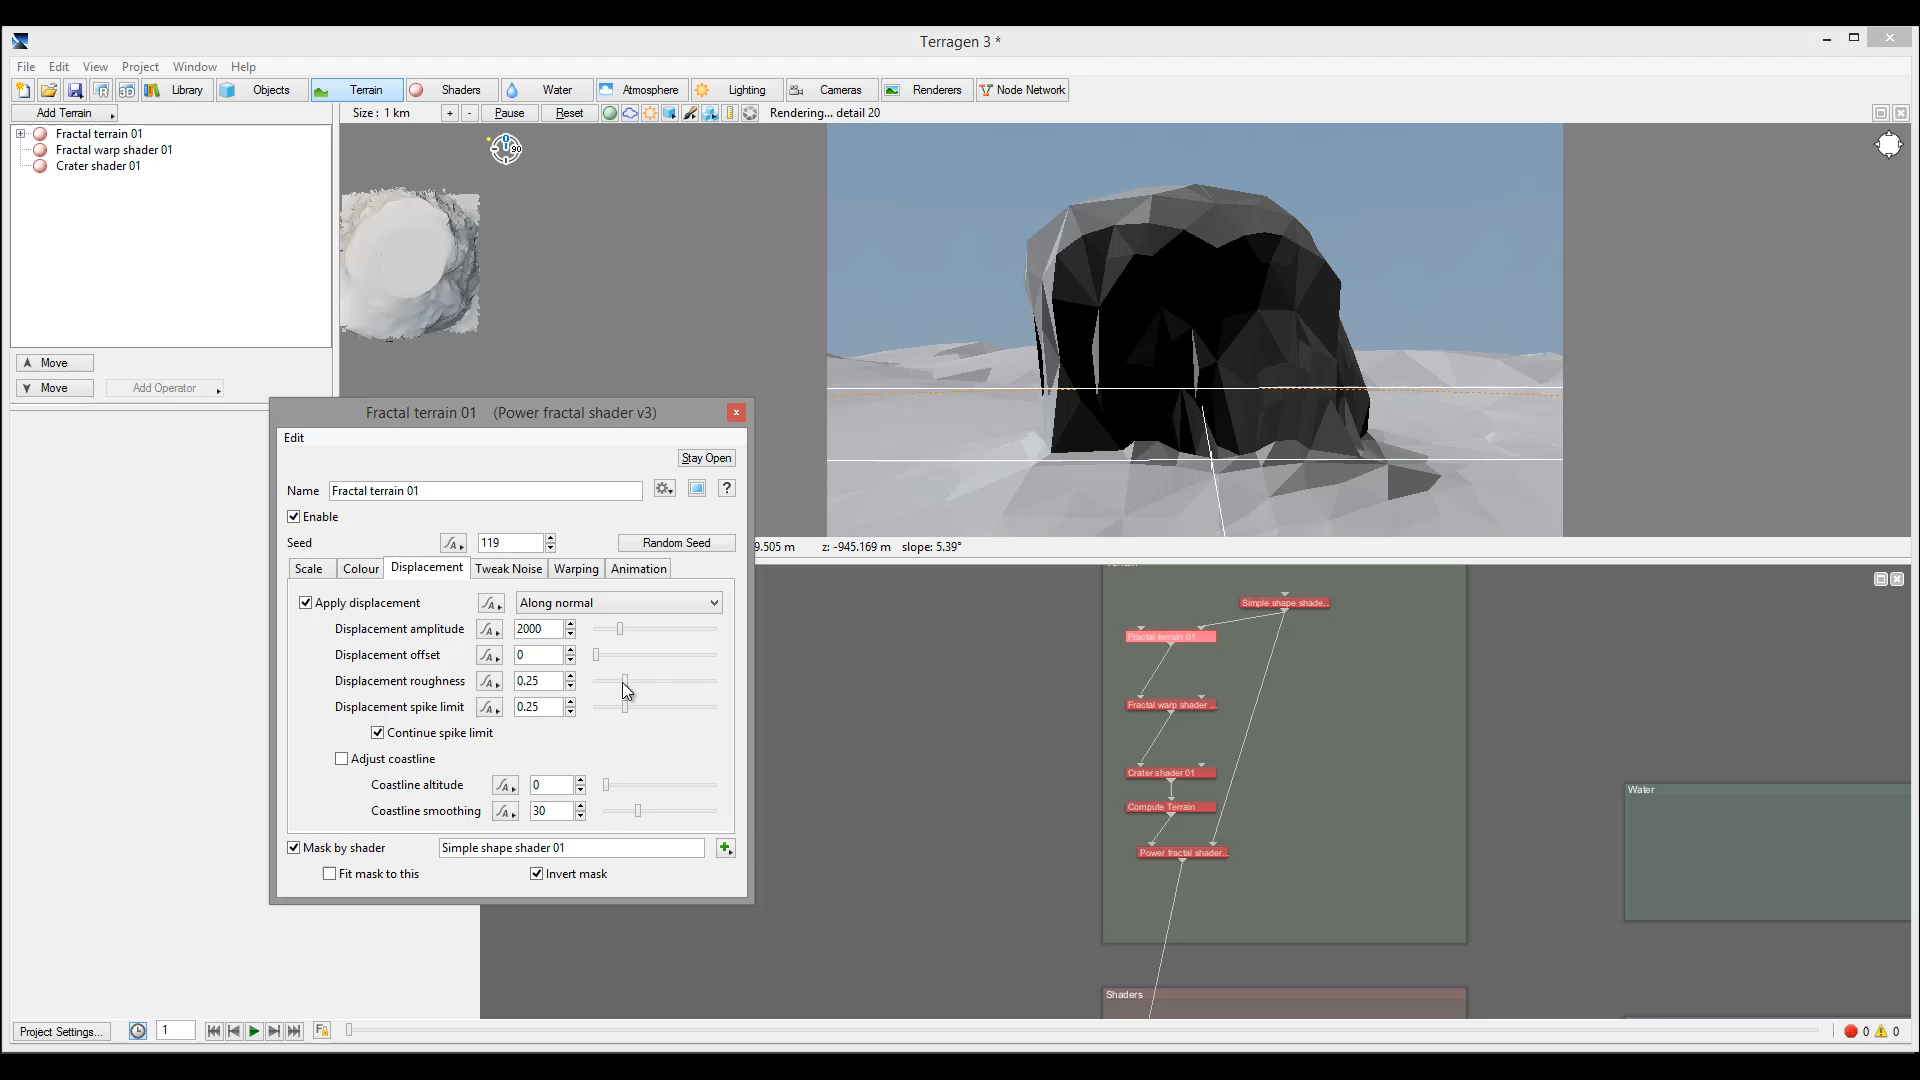 Terragen 3 *
File Edit View Project Window Help
Library Objects Terrain Shaders Water Atmosphere Lighting Cameras Renderers Node Network
Add Terrain
Size : 1 km + - Pause Reset Rendering... detail 20
Fractal terrain 01
Fractal warp shader 01
Crater shader 01
90
Move
Move Add Operator
Fractal terrain 01 (Power fractal shader v3)
Edit
Stay Open
Name Fractal terrain 01 ?
Enable
Seed 119 Random Seed
Scale Colour Displacement Tweak Noise Warping Animation
Apply displacement Along normal
Displacement amplitude 2000
Displacement offset 0
Displacement roughness 0.25
Displacement spike limit 0.25
Continue spike limit
Adjust coastline
Coastline altitude 0
Coastline smoothing 30
Mask by shader Simple shape shader 01
Fit mask to this Invert mask
9.505 m z: -945.169 m slope: 5.39°
Simple shape shade...
Fractal terrain 01
Fractal warp shader ...
Crater shader 01
Compute Terrain
Power fractal shader...
Water
Shaders
Project Settings... 1 0 0